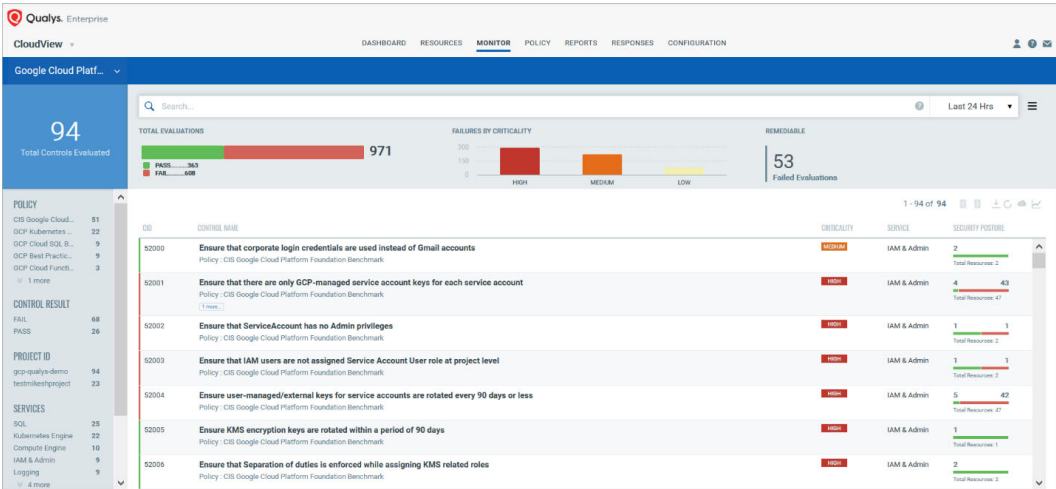 Qualys. Enterprise
CloudView
DASHBOARD RESOURCES MONITOR POLICY REPORTS RESPONSES CONFIGURATION
Google Cloud Platf...
94
Total Controls Evaluated
Search...
Last 24 Hrs
TOTAL EVALUATIONS
971
PASS..........363
FAIL..........608
FAILURES BY CRITICALITY
300
150
0
HIGH MEDIUM LOW
REMEDIABLE
53
Failed Evaluations
POLICY
CIS Google Cloud... 51
GCP Kubernetes ... 22
GCP Cloud SQL B... 9
GCP Best Practic... 9
GCP Cloud Functi... 3
1 more
CONTROL RESULT
FAIL 68
PASS 26
PROJECT ID
gcp-qualys-demo 94
testmikeshproject 23
SERVICES
SQL 25
Kubernetes Engine 22
Compute Engine 10
IAM & Admin 9
Logging 9
4 more
1 - 94 of 94
CID CONTROL NAME CRITICALITY SERVICE SECURITY POSTURE
52000 Ensure that corporate login credentials are used instead of Gmail accounts MEDIUM IAM & Admin 2
Policy : CIS Google Cloud Platform Foundation Benchmark
Total Resources: 2
52001 Ensure that there are only GCP-managed service account keys for each service account HIGH IAM & Admin 4 43
Policy : CIS Google Cloud Platform Foundation Benchmark
Total Resources: 47
1 more..
52002 Ensure that ServiceAccount has no Admin privileges HIGH IAM & Admin 1 1
Policy : CIS Google Cloud Platform Foundation Benchmark
Total Resources: 2
52003 Ensure that IAM users are not assigned Service Account User role at project level HIGH IAM & Admin 1 1
Policy : CIS Google Cloud Platform Foundation Benchmark
Total Resources: 2
52004 Ensure user-managed/external keys for service accounts are rotated every 90 days or less HIGH IAM & Admin 5 42
Policy : CIS Google Cloud Platform Foundation Benchmark
Total Resources: 47
52005 Ensure KMS encryption keys are rotated within a period of 90 days HIGH IAM & Admin 1
Policy : CIS Google Cloud Platform Foundation Benchmark
Total Resources: 1
52006 Ensure that Separation of duties is enforced while assigning KMS related roles HIGH IAM & Admin 2
Policy : CIS Google Cloud Platform Foundation Benchmark
Total Resources: 2